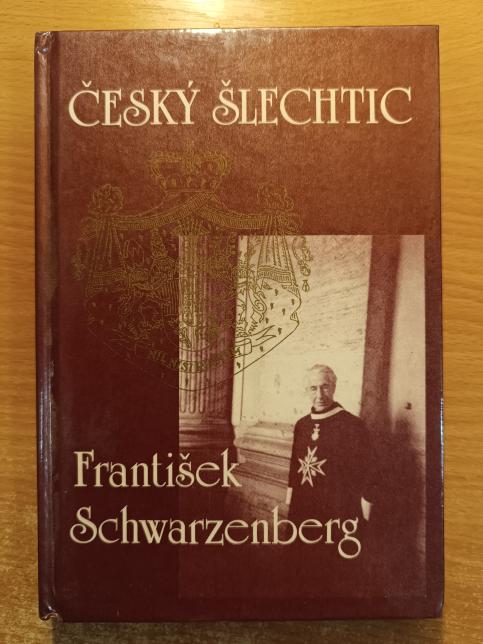 ČESKÝ ŠLECHTIC
František
Schwarzenberg